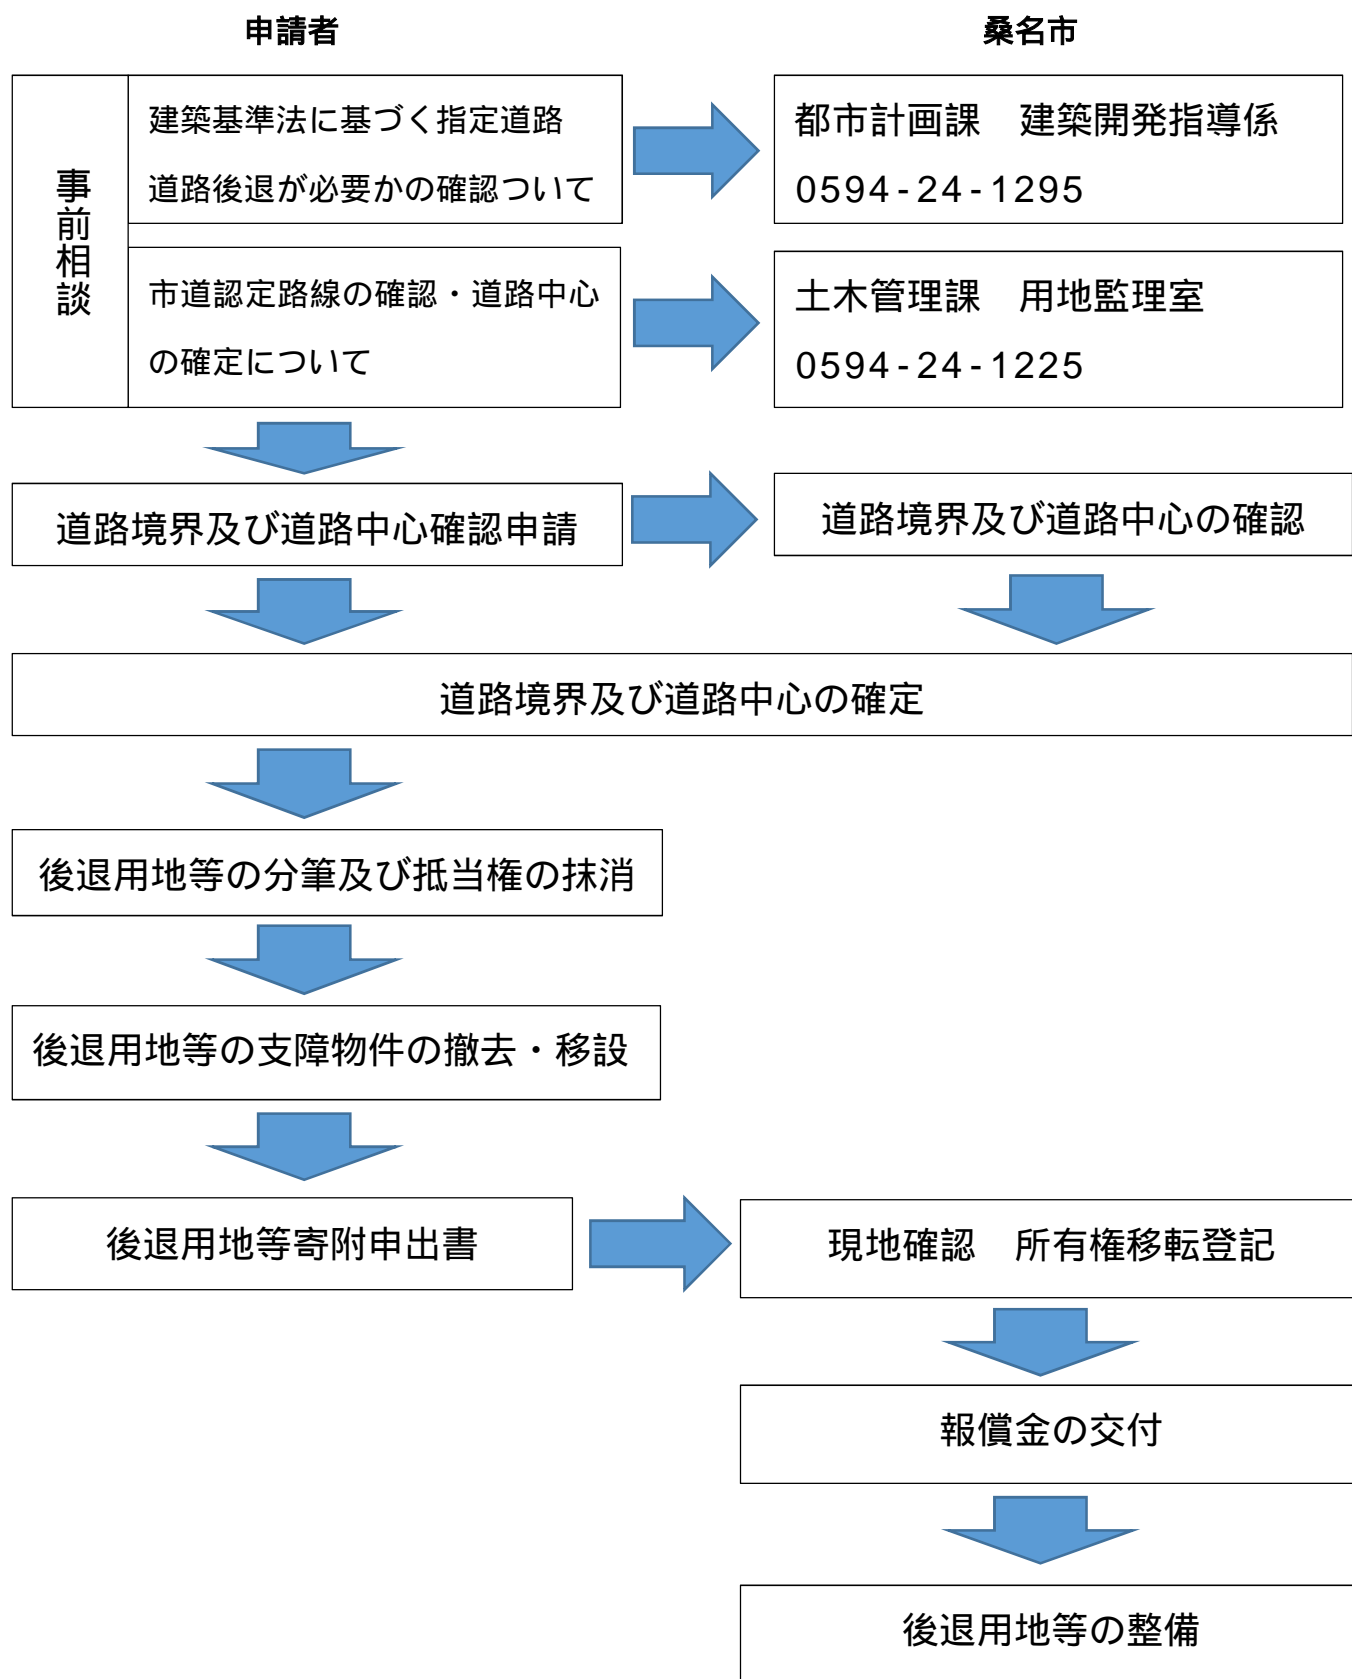 申請者
桑名市
事前相談
建築基準法に基づく指定道路
道路後退が必要かの確認ついて
都市計画課　建築開発指導係
0594-24-1295
市道認定路線の確認・道路中心
の確定について
土木管理課　用地監理室
0594-24-1225
道路境界及び道路中心確認申請
道路境界及び道路中心の確認
道路境界及び道路中心の確定
後退用地等の分筆及び抵当権の抹消
後退用地等の支障物件の撤去・移設
後退用地等寄附申出書
現地確認　所有権移転登記
報償金の交付
後退用地等の整備